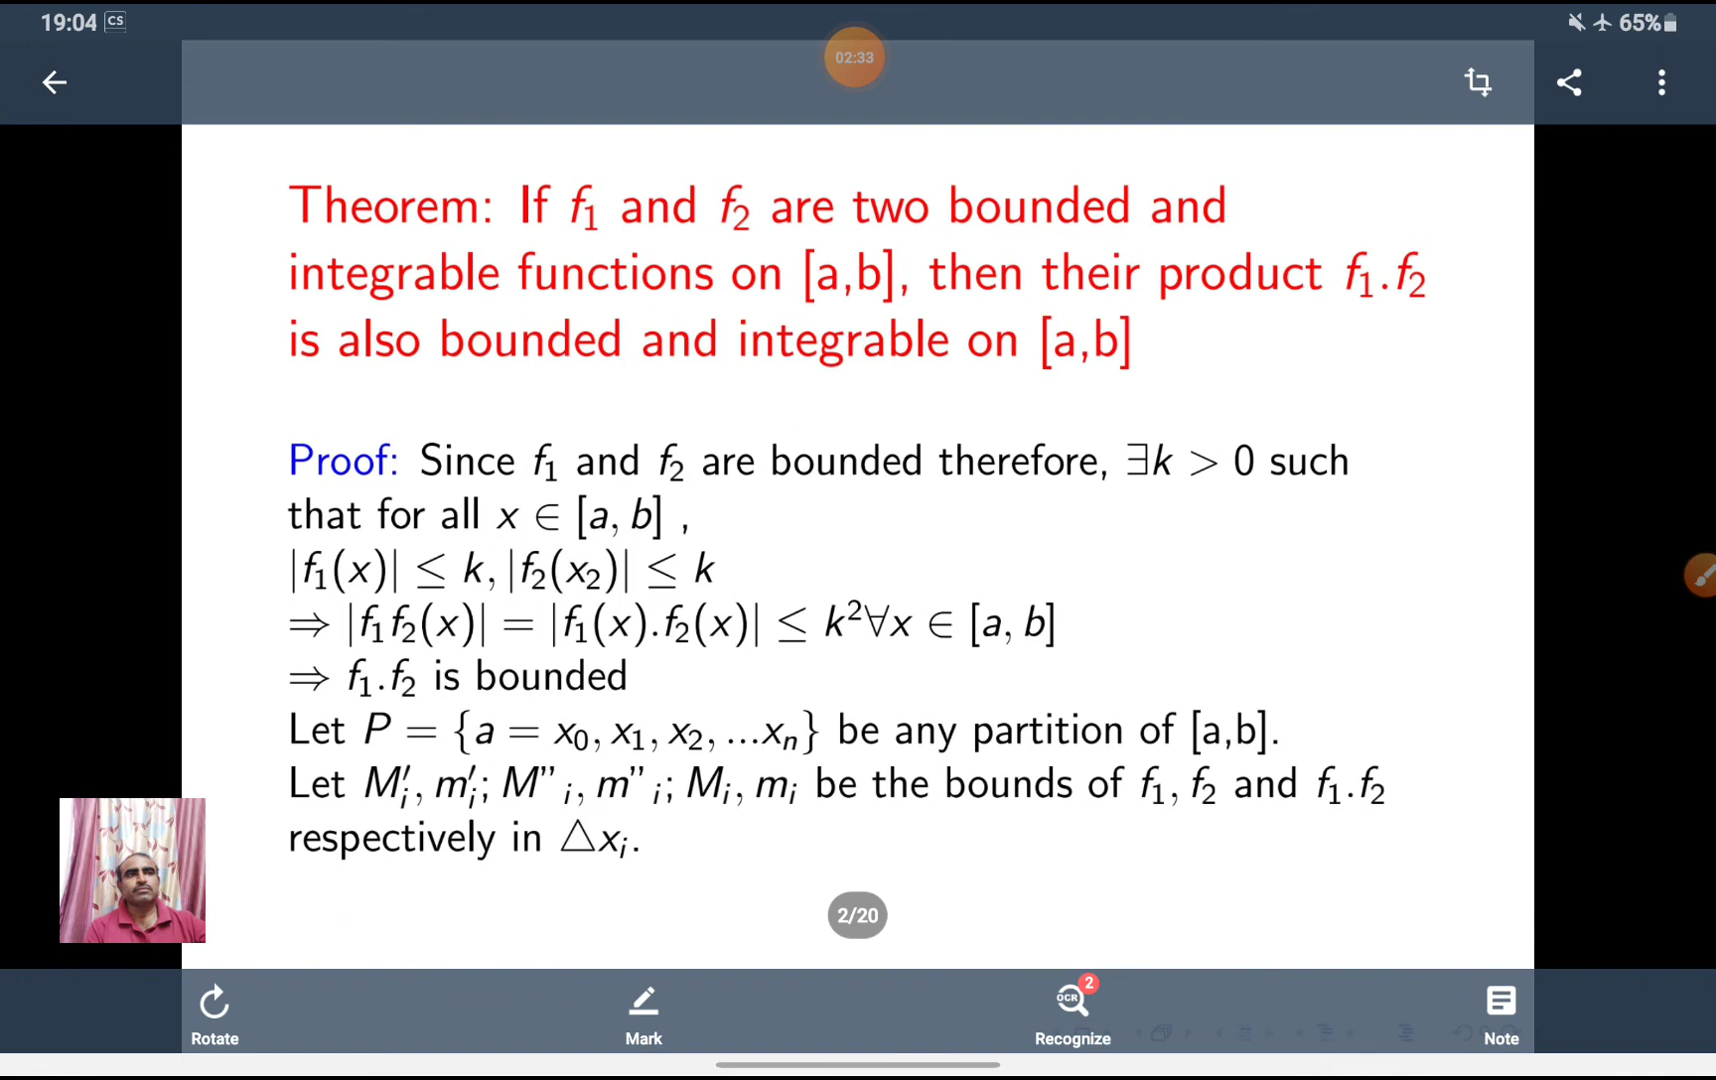 19:04 CS 65%
02:33
Theorem: If f₁ and f₂ are two bounded and
integrable functions on [a,b], then their product f₁.f₂
is also bounded and integrable on [a,b]
Proof: Since f₁ and f₂ are bounded therefore, ∃k > 0 such
that for all x ∈ [a, b] ,
|f₁(x)| ≤ k, |f₂(x₂)| ≤ k
⇒ |f₁f₂(x)| = |f₁(x).f₂(x)| ≤ k²∀x ∈ [a, b]
⇒ f₁.f₂ is bounded
Let P = {a = x₀, x₁, x₂, ...xₙ} be any partition of [a,b].
Let M′ᵢ, m′ᵢ; M”ᵢ, m”ᵢ; Mᵢ, mᵢ be the bounds of f₁, f₂ and f₁.f₂
respectively in △xᵢ.
2/20
OCR 2
Rotate Mark Recognize Note